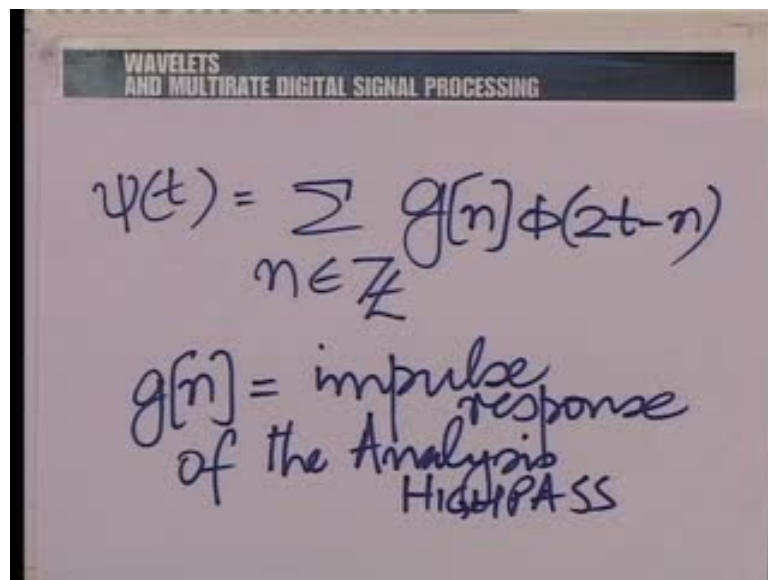 WAVELETS
AND MULTIRATE DIGITAL SIGNAL PROCESSING
ψ(t) = Σ g[n] φ(2t-n)
n ∈ ℤ
g[n] = impulse
response
of the Analysis
HIGHPASS